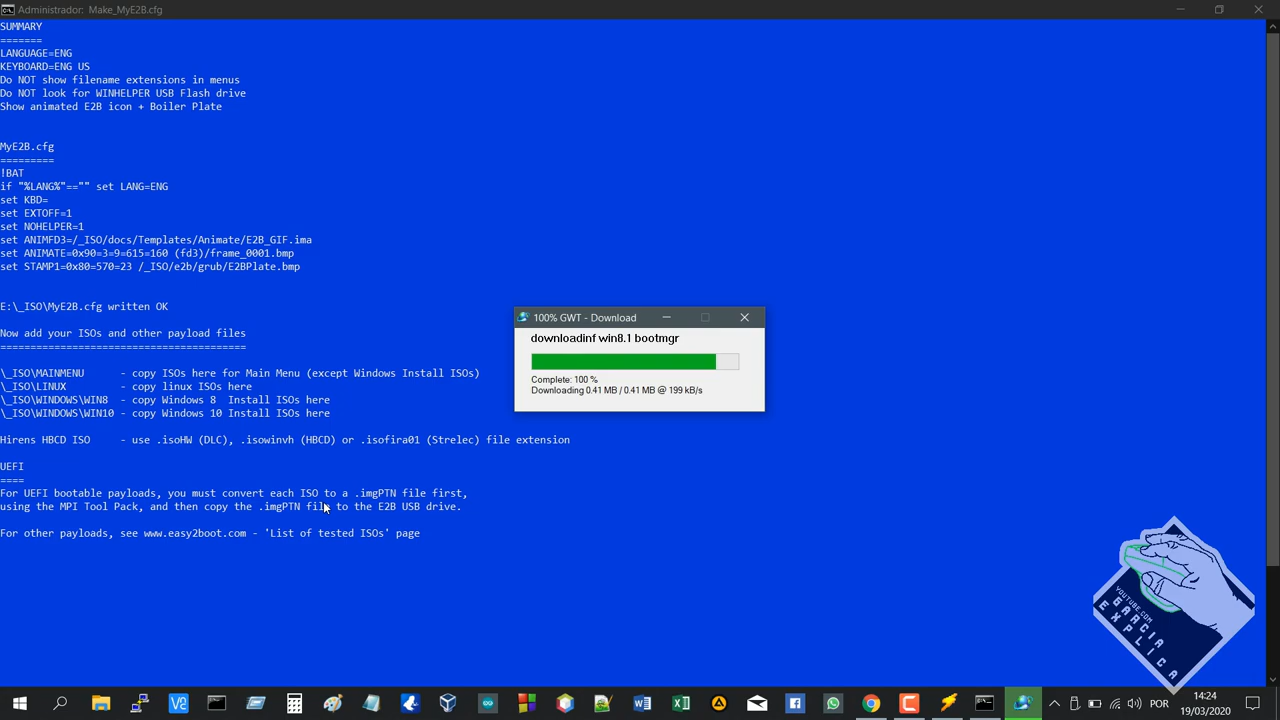 Administrador: Make_MyE2B.cfg
SUMMARY
=======
LANGUAGE=ENG
KEYBOARD=ENG US
Do NOT show filename extensions in menus
Do NOT look for WINHELPER USB Flash drive
Show animated E2B icon + Boiler Plate
MyE2B.cfg
=========
!BAT
if "%LANG%"=="" set LANG=ENG
set KBD=
set EXTOFF=1
set NOHELPER=1
set ANIMFD3=/_ISO/docs/Templates/Animate/E2B_GIF.ima
set ANIMATE=0x90=3=9=615=160 (fd3)/frame_0001.bmp
set STAMP1=0x80=570=23 /_ISO/e2b/grub/E2BPlate.bmp
E:\_ISO\MyE2B.cfg written OK
Now add your ISOs and other payload files
=========================================
\_ISO\MAINMENU - copy ISOs here for Main Menu (except Windows Install ISOs)
\_ISO\LINUX - copy linux ISOs here
\_ISO\WINDOWS\WIN8 - copy Windows 8 Install ISOs here
\_ISO\WINDOWS\WIN10 - copy Windows 10 Install ISOs here
Hirens HBCD ISO - use .isoHW (DLC), .isowinvh (HBCD) or .isofira01 (Strelec) file extension
UEFI
====
For UEFI bootable payloads, you must convert each ISO to a .imgPTN file first,
using the MPI Tool Pack, and then copy the .imgPTN file to the E2B USB drive.
For other payloads, see www.easy2boot.com - 'List of tested ISOs' page
100% GWT - Download
downloadinf win8.1 bootmgr
Complete: 100 %
Downloading 0.41 MB / 0.41 MB @ 199 kB/s
YOUTUBE.COM
GARCIA
EXPLICA
POR
14:24
19/03/2020